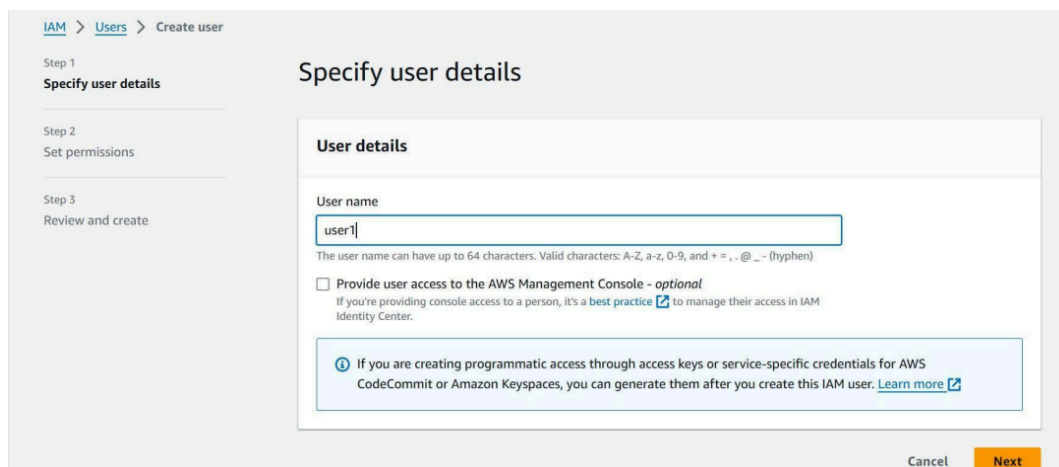 IAM > Users > Create user
Step 1
Specify user details
Step 2
Set permissions
Step 3
Review and create
Specify user details
User details
User name
user1
The user name can have up to 64 characters. Valid characters: A-Z, a-z, 0-9, and + = , . @ _ - (hyphen)
Provide user access to the AWS Management Console - optional
If you're providing console access to a person, it's a best practice to manage their access in IAM
Identity Center.
If you are creating programmatic access through access keys or service-specific credentials for AWS
CodeCommit or Amazon Keyspaces, you can generate them after you create this IAM user. Learn more
Cancel
Next